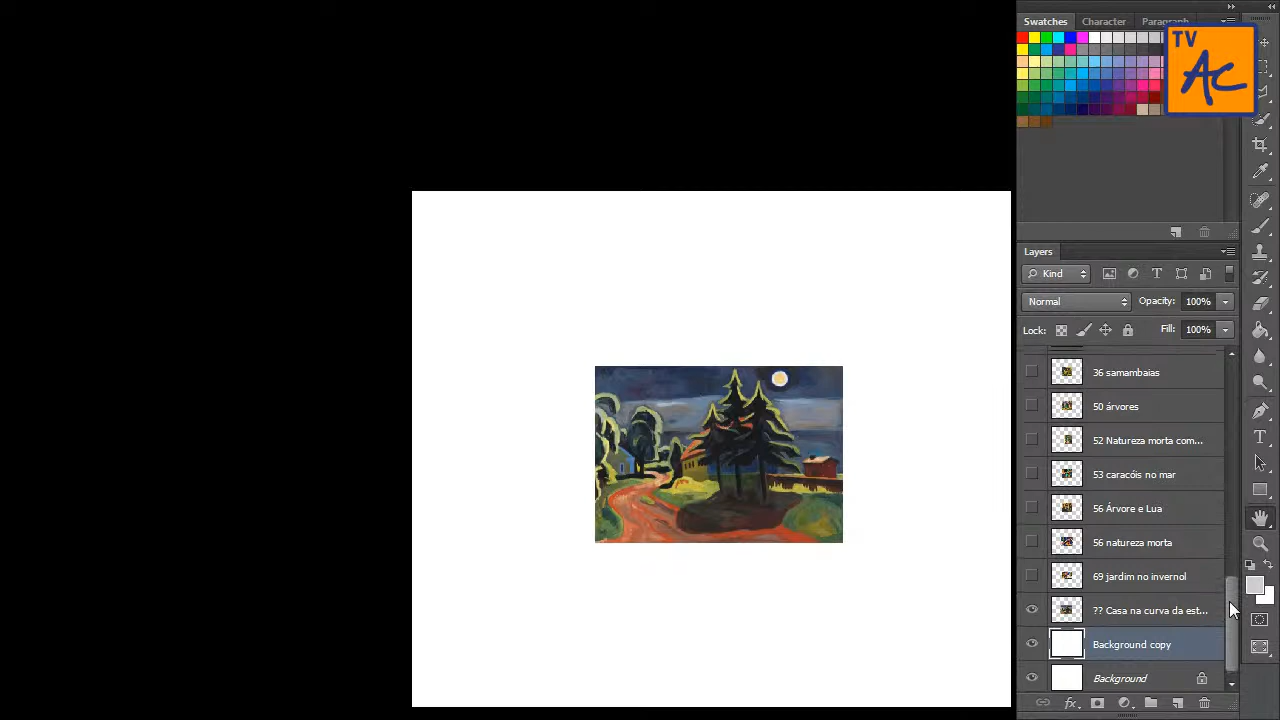 Swatches Character Paragraph
TV
AC
Layers
Kind
Normal Opacity: 100%
Lock: Fill: 100%
36 samambaias
50 árvores
52 Natureza morta com...
53 Caracóis no mar
56 Árvore e Lua
56 natureza morta
69 jardim no invernol
?? Casa na curva da est...
Background copy
Background
fx
T
T